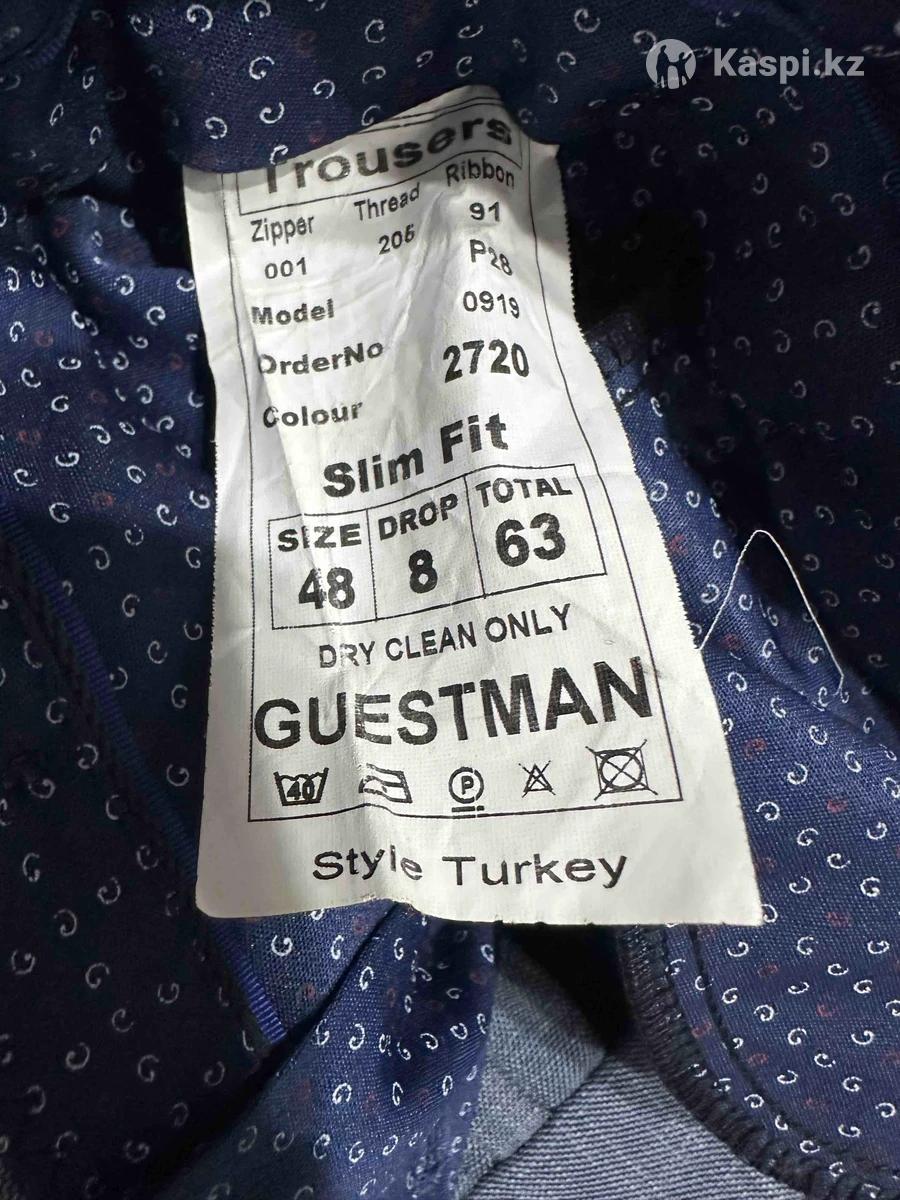 Kaspi.kz
Trousers
Zipper Thread Ribbon
001 205 91
Model P28
OrderNo 0919
Colour 2720
Slim Fit
SIZE DROP TOTAL
48 8 63
DRY CLEAN ONLY
GUESTMAN
40 P
Style Turkey